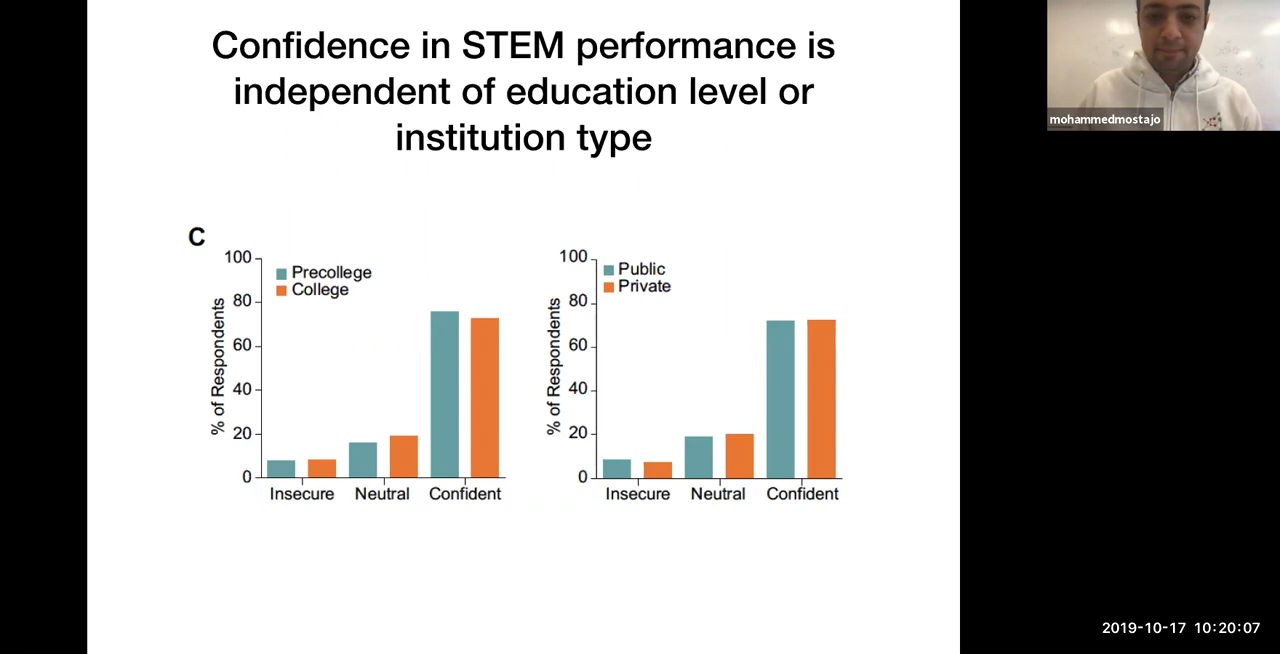 Confidence in STEM performance is
independent of education level or
institution type
mohammedmostajo
C
100
80
60
40
20
0
% of Respondents
Precollege
College
Insecure Neutral Confident
100
80
60
40
20
0
% of Respondents
Public
Private
Insecure Neutral Confident
2019-10-17 10:20:07